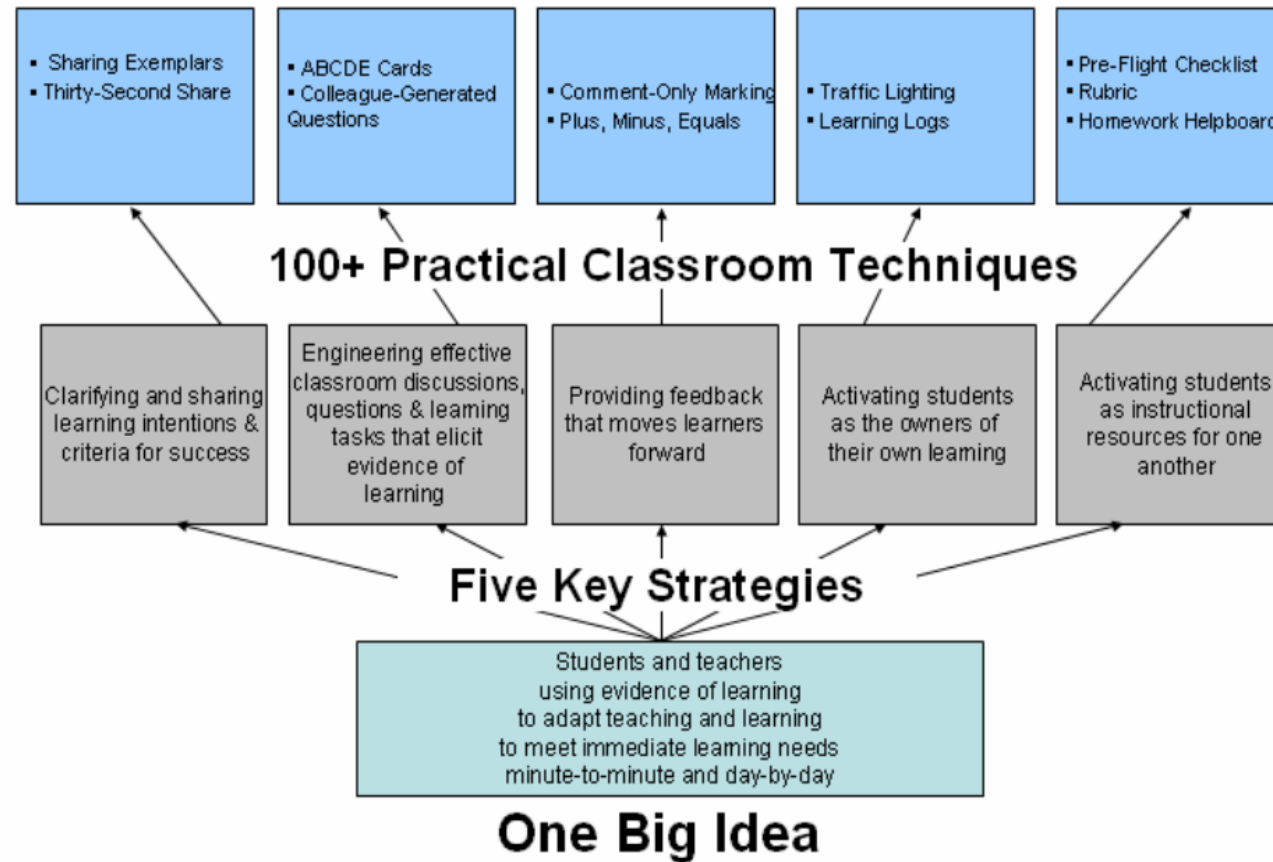 ▪ Sharing Exemplars
▪ Thirty-Second Share
▪ ABCDE Cards
▪ Colleague-Generated
Questions
▪ Comment-Only Marking
▪ Plus, Minus, Equals
▪ Traffic Lighting
▪ Learning Logs
▪ Pre-Flight Checklist
▪ Rubric
▪ Homework Helpboard
100+ Practical Classroom Techniques
Clarifying and sharing
learning intentions &
criteria for success
Engineering effective
classroom discussions,
questions & learning
tasks that elicit
evidence of
learning
Providing feedback
that moves learners
forward
Activating students
as the owners of
their own learning
Activating students
as instructional
resources for one
another
Five Key Strategies
Students and teachers
using evidence of learning
to adapt teaching and learning
to meet immediate learning needs
minute-to-minute and day-by-day
One Big Idea